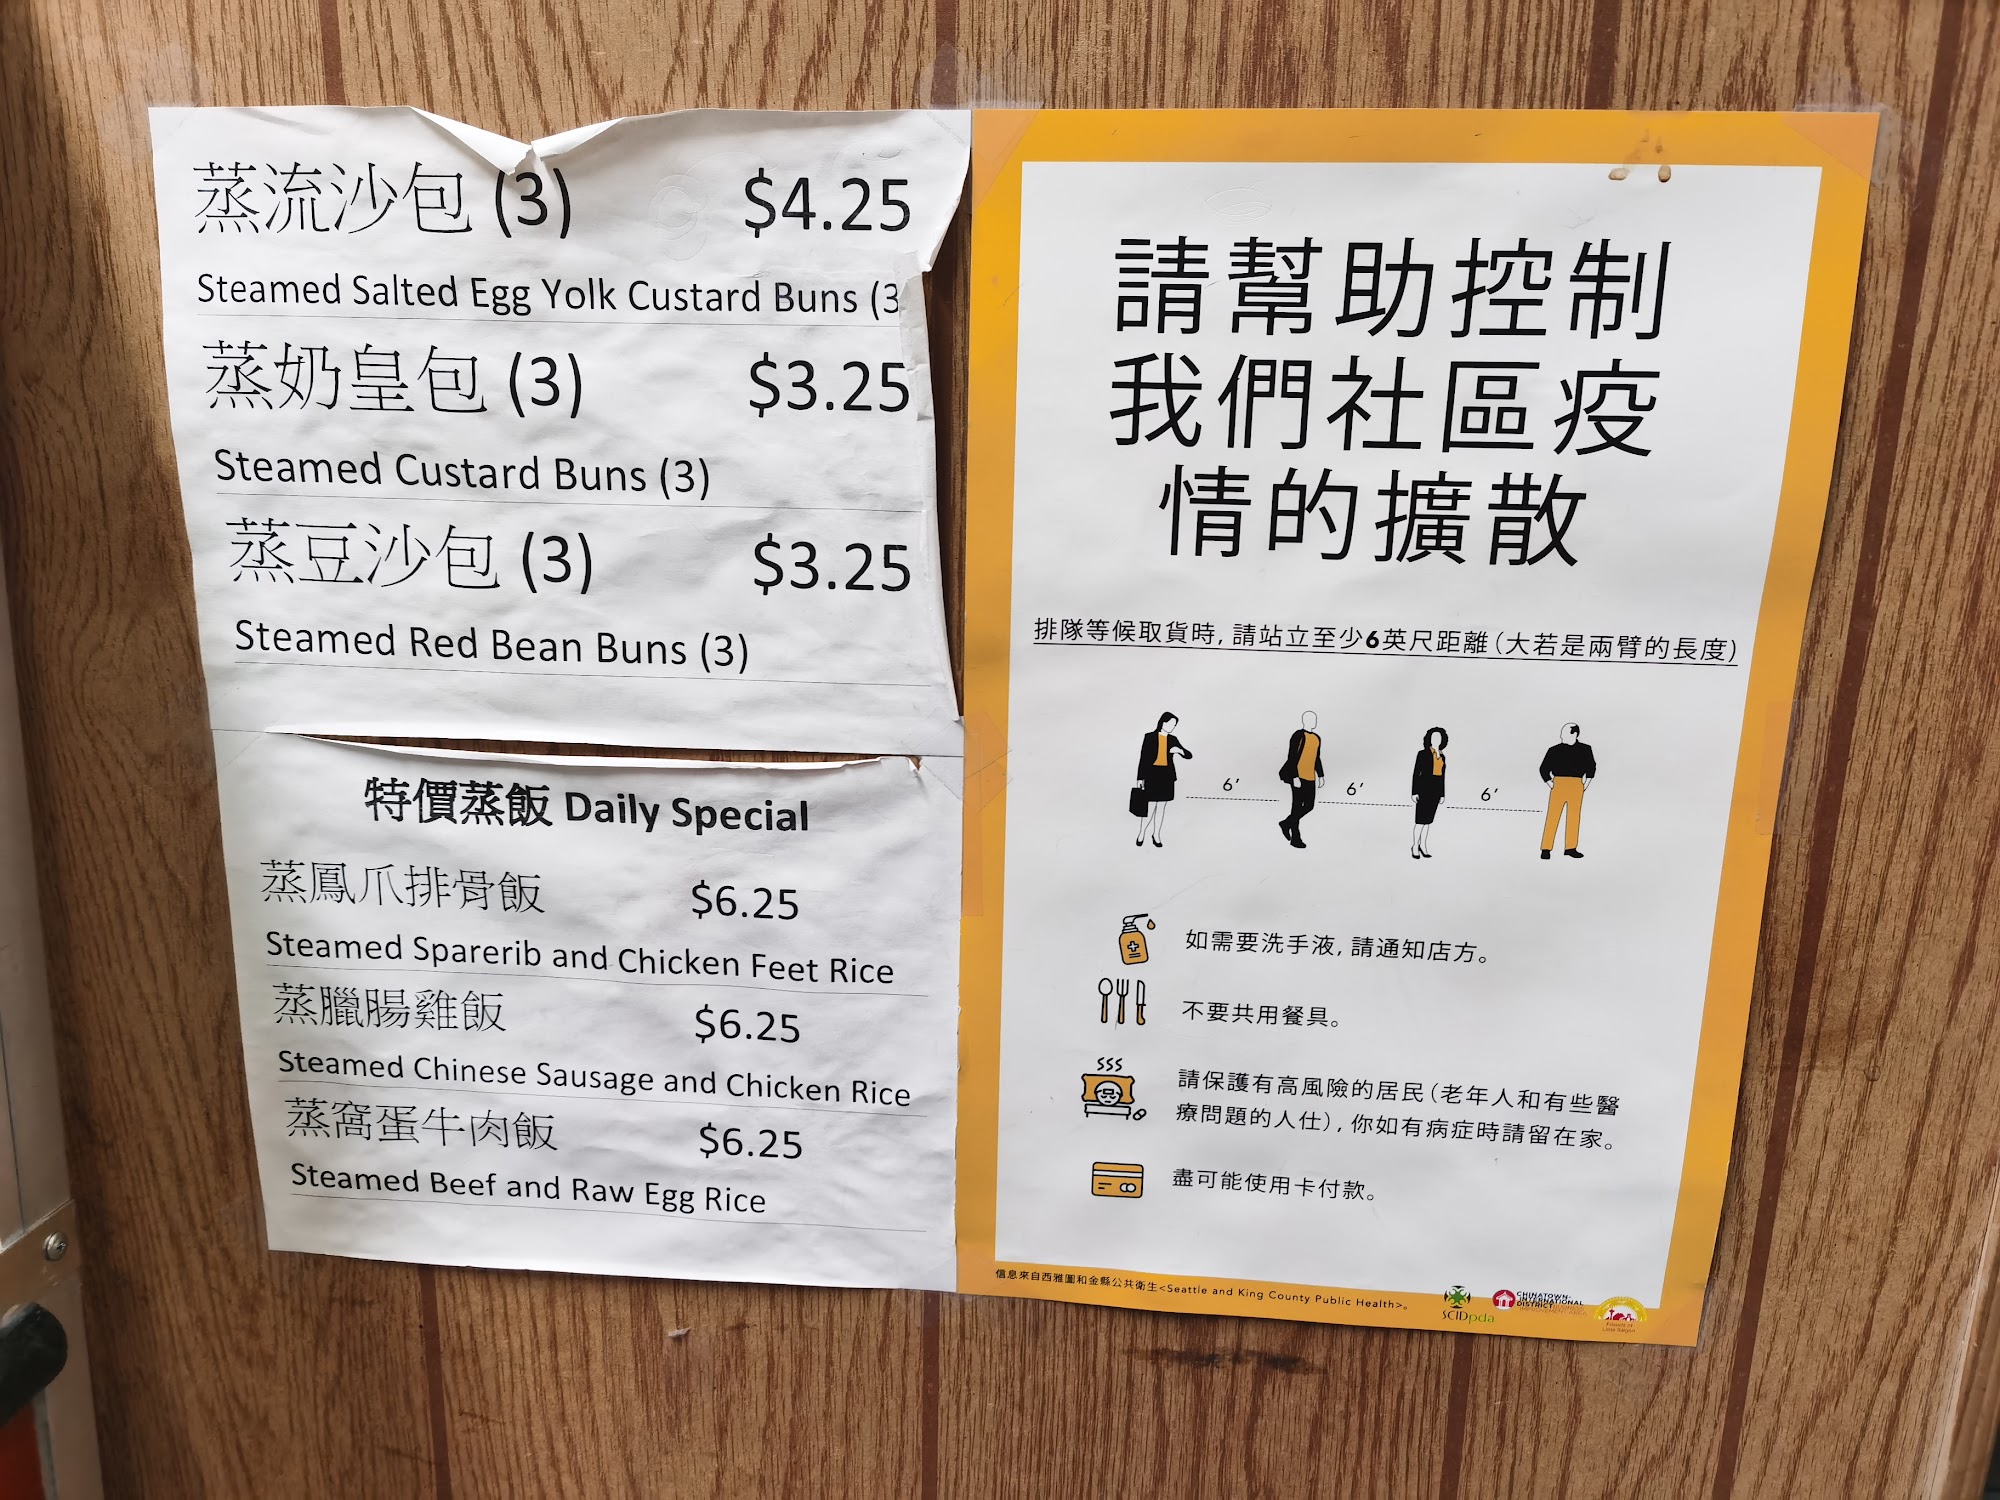 蒸流沙包 (3) $4.25
Steamed Salted Egg Yolk Custard Buns (3
蒸奶皇包 (3) $3.25
Steamed Custard Buns (3)
蒸豆沙包 (3) $3.25
Steamed Red Bean Buns (3)
特價蒸飯 Daily Special
蒸鳳爪排骨飯 $6.25
Steamed Sparerib and Chicken Feet Rice
蒸臘腸雞飯 $6.25
Steamed Chinese Sausage and Chicken Rice
蒸窩蛋牛肉飯 $6.25
Steamed Beef and Raw Egg Rice
請幫助控制
我們社區疫
情的擴散
排隊等候取貨時, 請站立至少6英尺距離 (大若是兩臂的長度)
6' 6' 6'
如需要洗手液, 請通知店方。
不要共用餐具。
請保護有高風險的居民 (老年人和有些醫
療問題的人仕), 你如有病症時請留在家。
盡可能使用卡付款。
信息來自西雅圖和金縣公共衛生<Seattle and King County Public Health>。
SCIDpda
CHINATOWN-
INTERNATIONAL
DISTRICT
Friends of
Little Saigon